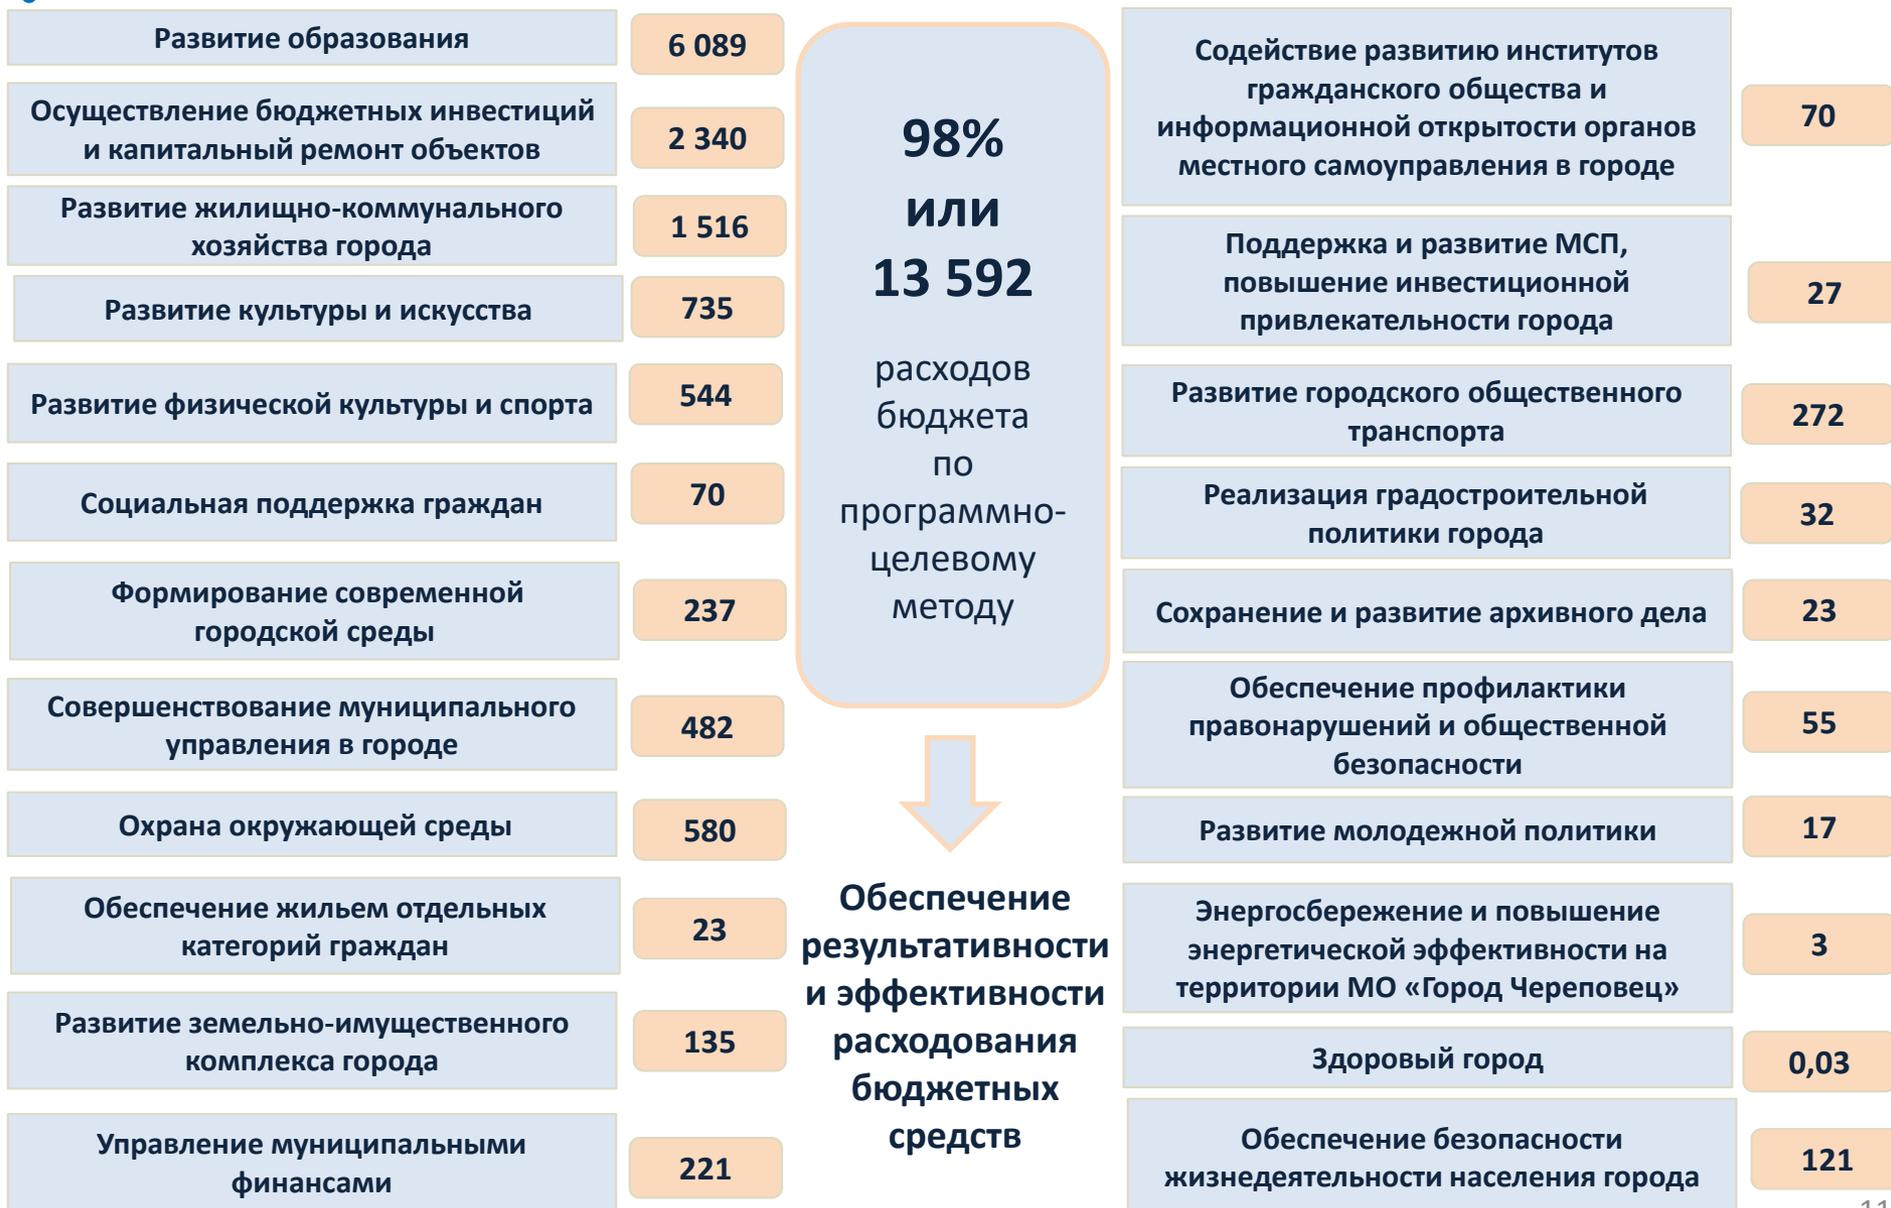 Развитие образования
6 089
Осуществление бюджетных инвестиций
и капитальный ремонт объектов
2 340
Развитие жилищно-коммунального
хозяйства города
1 516
Развитие культуры и искусства
735
Развитие физической культуры и спорта
544
Социальная поддержка граждан
70
Формирование современной
городской среды
237
Совершенствование муниципального
управления в городе
482
Охрана окружающей среды
580
Обеспечение жильем отдельных
категорий граждан
23
Развитие земельно-имущественного
комплекса города
135
Управление муниципальными
финансами
221
98%
или
13 592
расходов
бюджета
по
программно-
целевому
методу
Обеспечение
результативности
и эффективности
расходования
бюджетных
средств
Содействие развитию институтов
гражданского общества и
информационной открытости органов
местного самоуправления в городе
70
Поддержка и развитие МСП,
повышение инвестиционной
привлекательности города
27
Развитие городского общественного
транспорта
272
Реализация градостроительной
политики города
32
Сохранение и развитие архивного дела
23
Обеспечение профилактики
правонарушений и общественной
безопасности
55
Развитие молодежной политики
17
Энергосбережение и повышение
энергетической эффективности на
территории МО «Город Череповец»
3
Здоровый город
0,03
Обеспечение безопасности
жизнедеятельности населения города
121
11